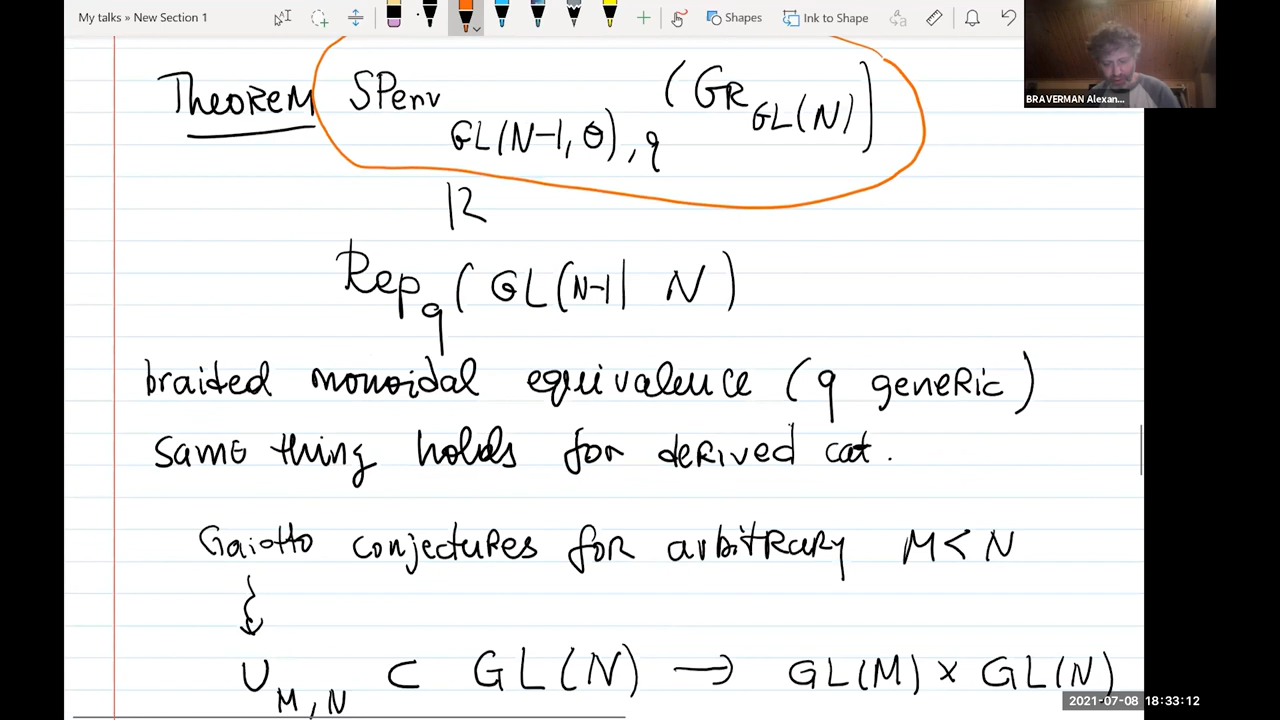 My talks » New Section 1
Shapes
Ink to Shape
BRAVERMAN Alexan...
Theorem SPerv GL(N-1, O), q (Gr GL(N))
Rep q (GL(N-1 | N)
braided monoidal equivalence (q generic)
same thing holds for derived cat.
Gaiotto conjectures for arbitrary M < N
U M,N ⊂ GL(N) → GL(M) × GL(N)
2021-07-08 18:33:12